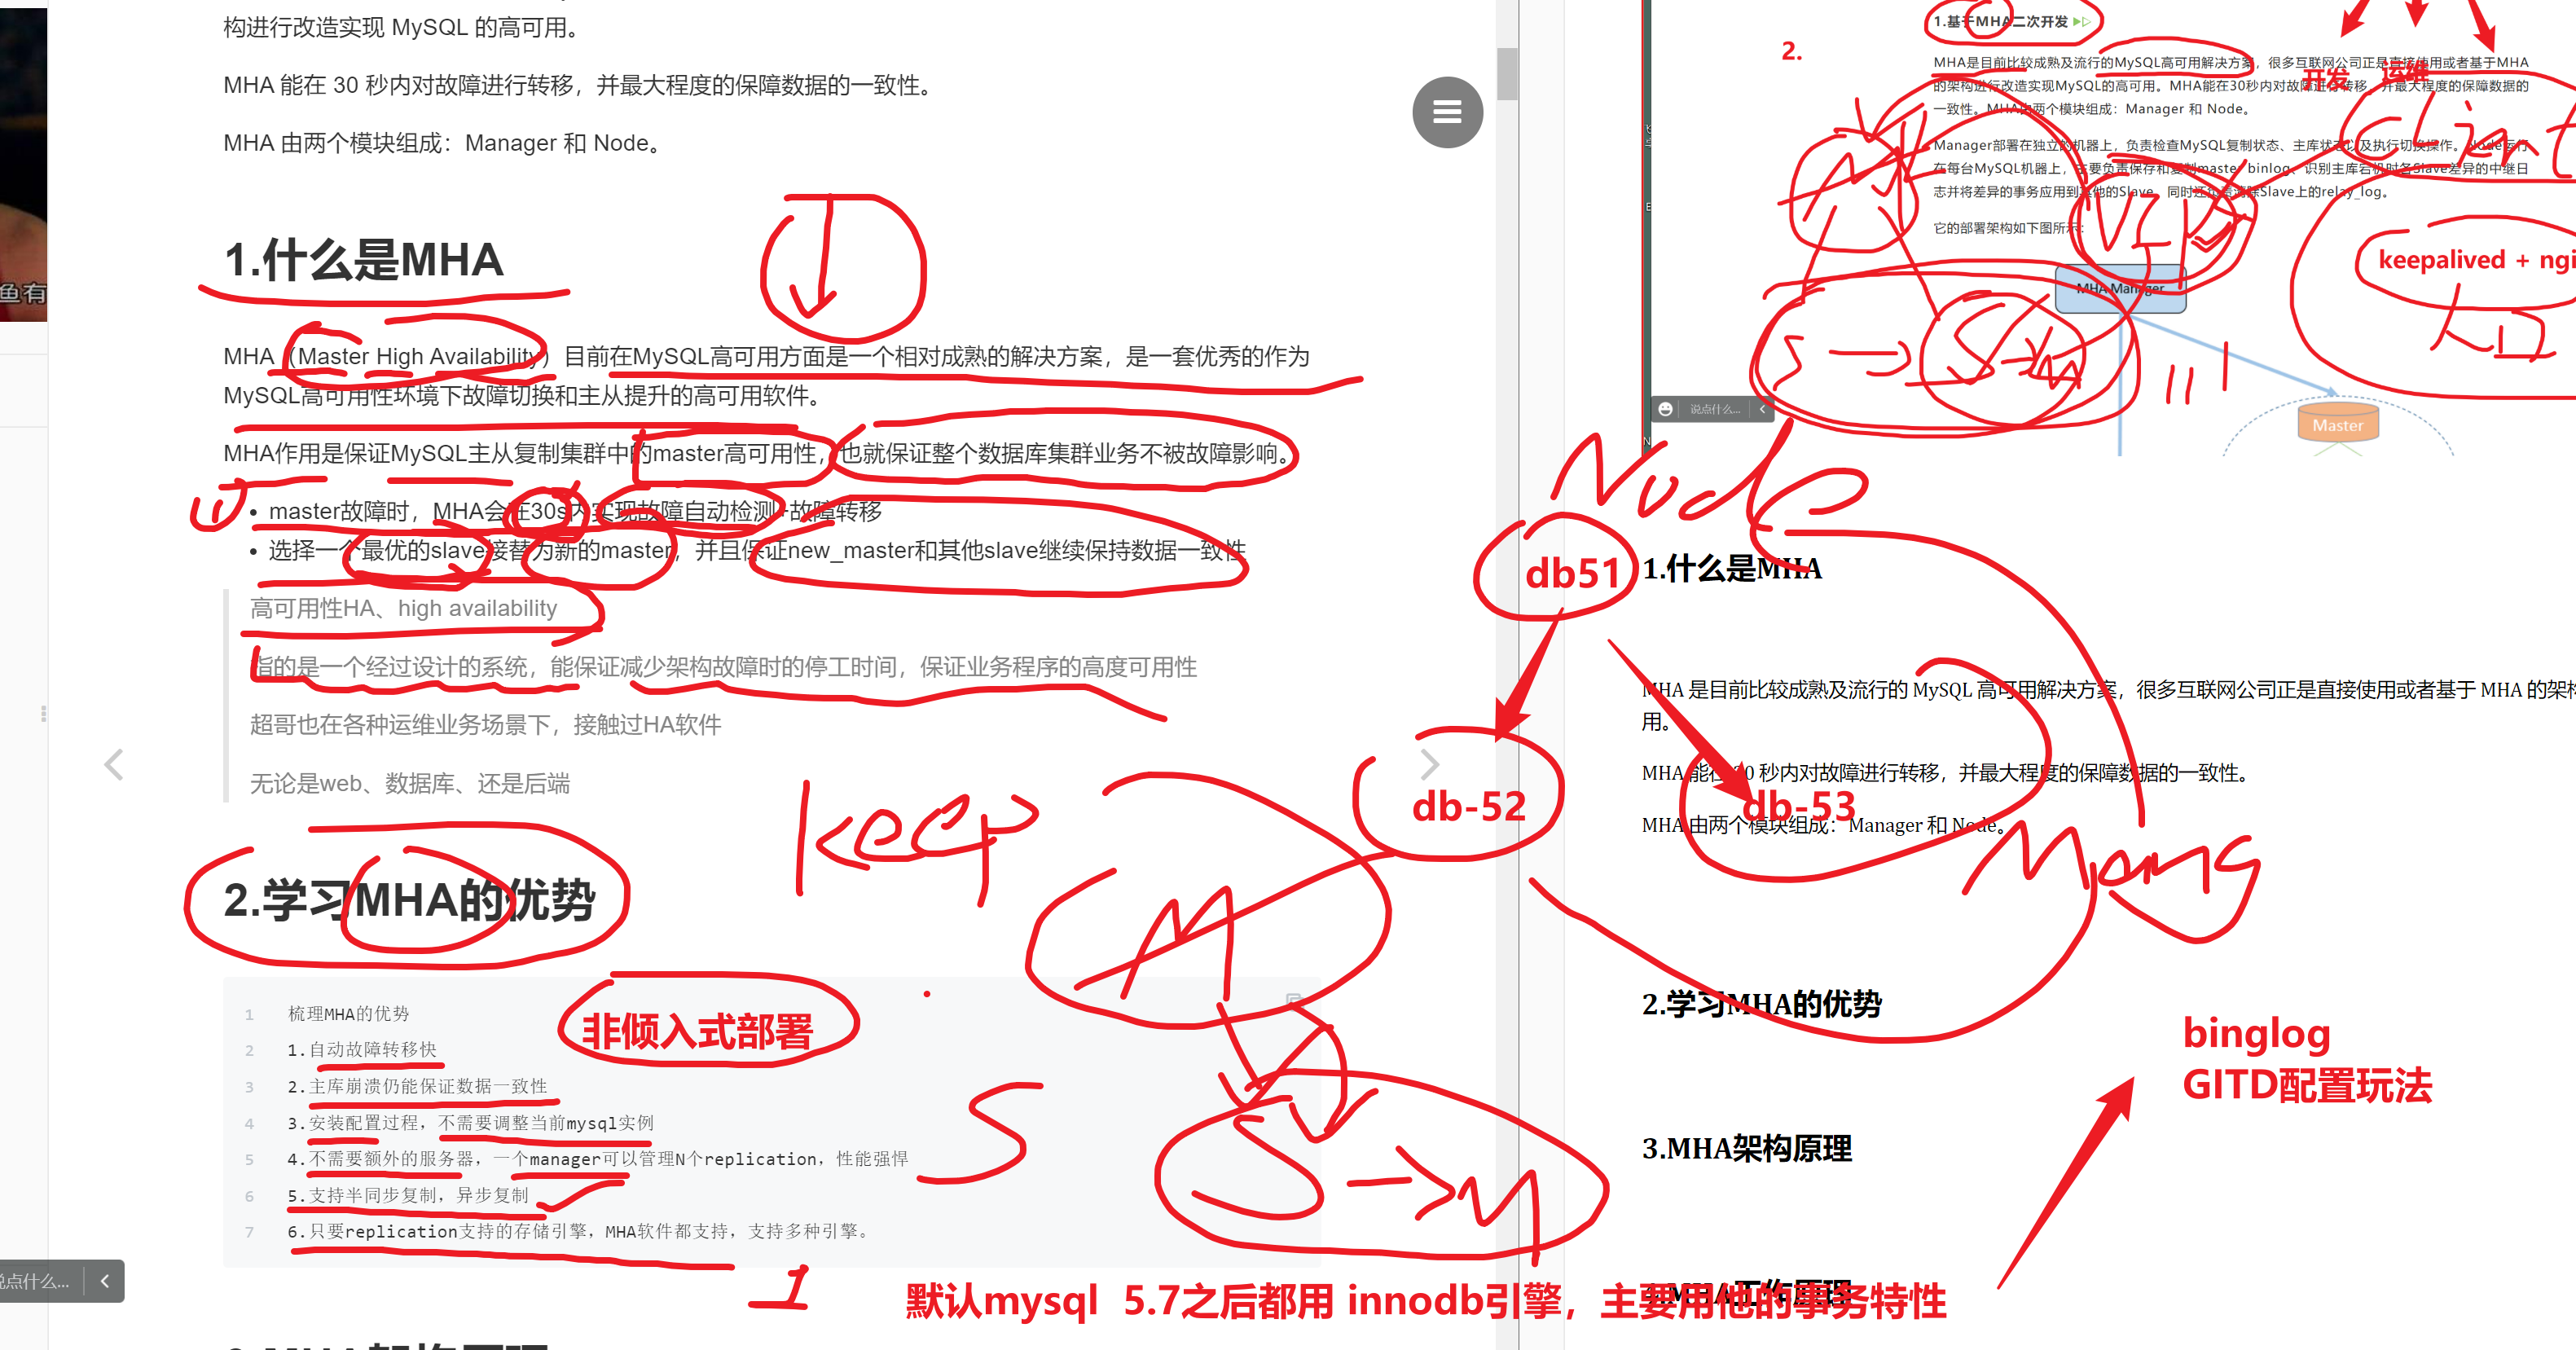 构进行改造实现 MySQL 的高可用。
MHA 能在 30 秒内对故障进行转移，并最大程度的保障数据的一致性。
MHA 由两个模块组成：Manager 和 Node。
1.什么是MHA
MHA（Master High Availability）目前在MySQL高可用方面是一个相对成熟的解决方案，是一套优秀的作为
MySQL高可用性环境下故障切换和主从提升的高可用软件。
MHA作用是保证MySQL主从复制集群中的master高可用性，也就保证整个数据库集群业务不被故障影响。
master故障时，MHA会在30s内实现故障自动检测+故障转移
选择一个最优的slave接替为新的master，并且保证new_master和其他slave继续保持数据一致性
高可用性HA、high availability
指的是一个经过设计的系统，能保证减少架构故障时的停工时间，保证业务程序的高度可用性
超哥也在各种运维业务场景下，接触过HA软件
无论是web、数据库、还是后端
keep
2.学习MHA的优势
M
1 梳理MHA的优势
2 1.自动故障转移快
3 2.主库崩溃仍能保证数据一致性
4 3.安装配置过程，不需要调整当前mysql实例
5 4.不需要额外的服务器，一个manager可以管理N个replication，性能强悍
6 5.支持半同步复制，异步复制
7 6.只要replication支持的存储引擎，MHA软件都支持，支持多种引擎。
非倾入式部署
S
S → M
默认mysql 5.7之后都用 innodb引擎，主要用他的事务特性
鱼有
说点什么...
1.基于MHA二次开发
2.
开发 运维
MHA是目前比较成熟及流行的MySQL高可用解决方案，很多互联网公司正是直接使用或者基于MHA
的架构进行改造实现MySQL的高可用。MHA能在30秒内对故障进行转移，并最大程度的保障数据的
一致性。MHA由两个模块组成：Manager 和 Node。
Manager部署在独立的机器上，负责检查MySQL复制状态、主库状态以及执行切换操作。Node运行
在每台MySQL机器上，主要负责保存和复制master binlog、识别主库宕机时各Slave差异的中继日
志并将差异的事务应用到其他的Slave，同时还负责清除Slave上的relay_log。
它的部署架构如下图所示：
M
VIP
client
keepalived + ngi
MHA Manager
S → S M
Master
说点什么...
Node
db51
1.什么是MHA
MHA 是目前比较成熟及流行的 MySQL 高可用解决方案，很多互联网公司正是直接使用或者基于 MHA 的架构
用。
MHA 能在 30 秒内对故障进行转移，并最大程度的保障数据的一致性。
MHA 由两个模块组成：Manager 和 Node。
db-52
db-53
Mang
2.学习MHA的优势
binglog
GITD配置玩法
3.MHA架构原理
4.MHA工作原理